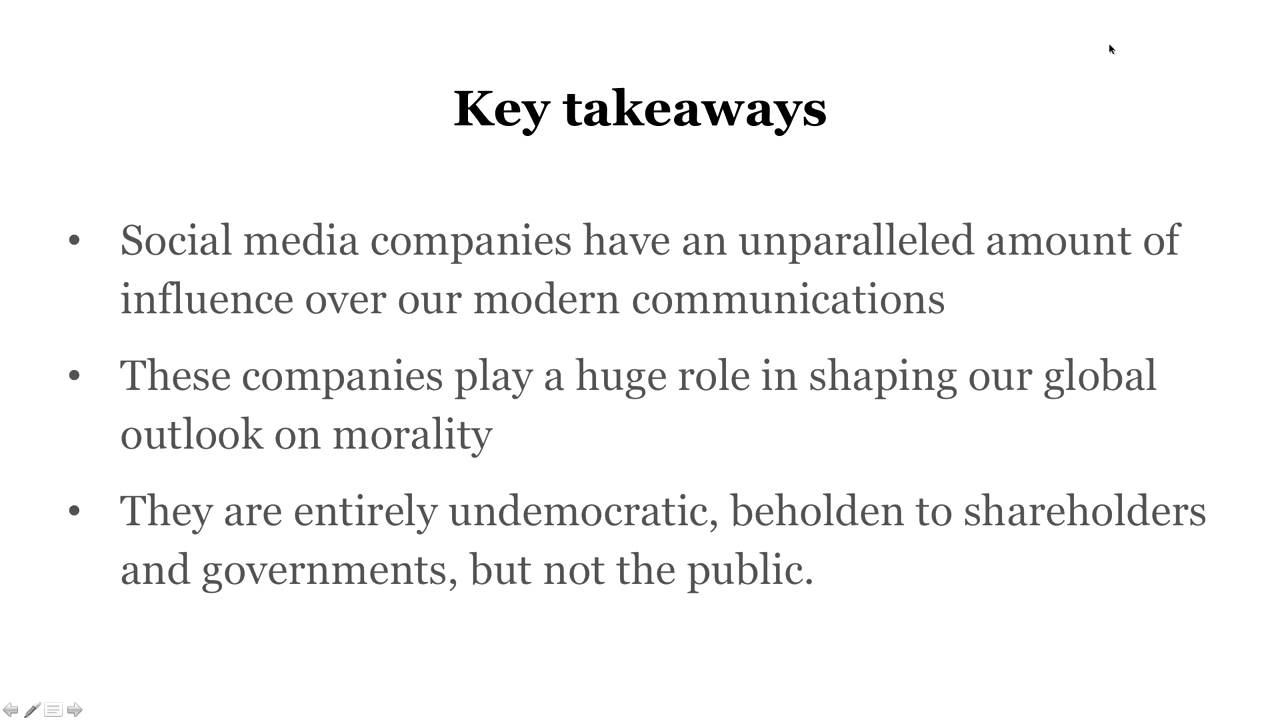 Key takeaways
• Social media companies have an unparalleled amount of
influence over our modern communications
• These companies play a huge role in shaping our global
outlook on morality
• They are entirely undemocratic, beholden to shareholders
and governments, but not the public.